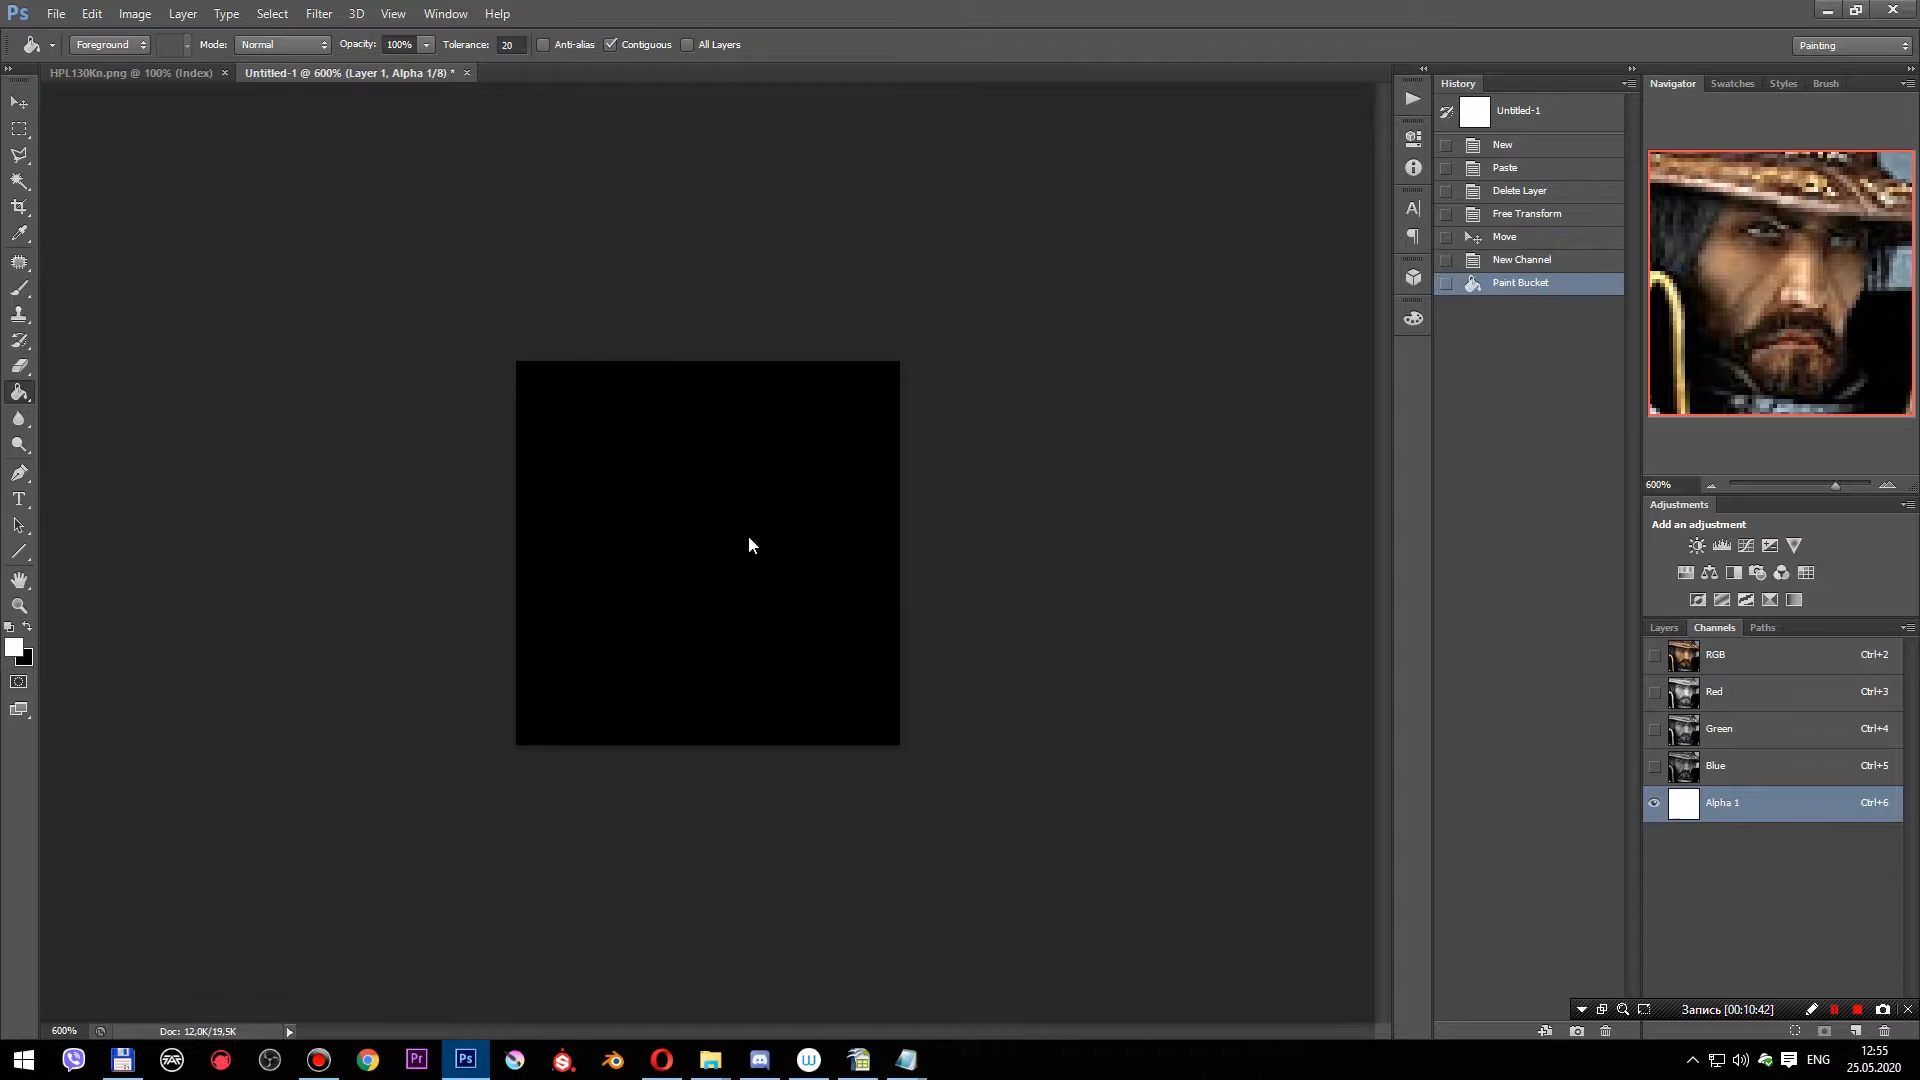 Ps File Edit Image Layer Type Select Filter 3D View Window Help
Foreground Mode: Normal Opacity: 100% Tolerance: 20 Anti-alias Contiguous All Layers Painting
HPL130Kn.png @ 100% (Index) × Untitled-1 @ 600% (Layer 1, Alpha 1/8) * ×
History
Untitled-1
New
Paste
Delete Layer
Free Transform
Move
New Channel
Paint Bucket
Navigator Swatches Styles Brush
600%
Adjustments
Add an adjustment
Layers Channels Paths
RGB Ctrl+2
Red Ctrl+3
Green Ctrl+4
Blue Ctrl+5
Alpha 1 Ctrl+6
Запись [00:10:42]
600% Doc: 12,0K/19,5K
Pr Ps ENG
12:55
25.05.2020